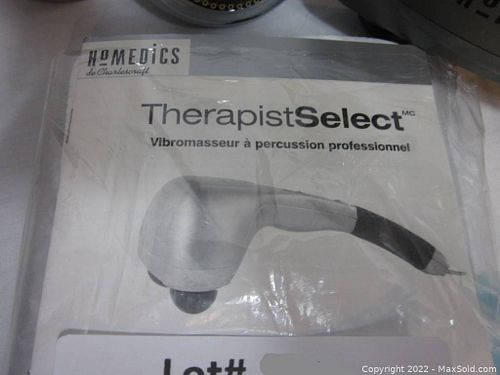 HoMEDICS
de Charlescraft
TherapistSelect MC
Vibromasseur à percussion professionnel
Lot#
Copyright 2022 - MaxSold.com